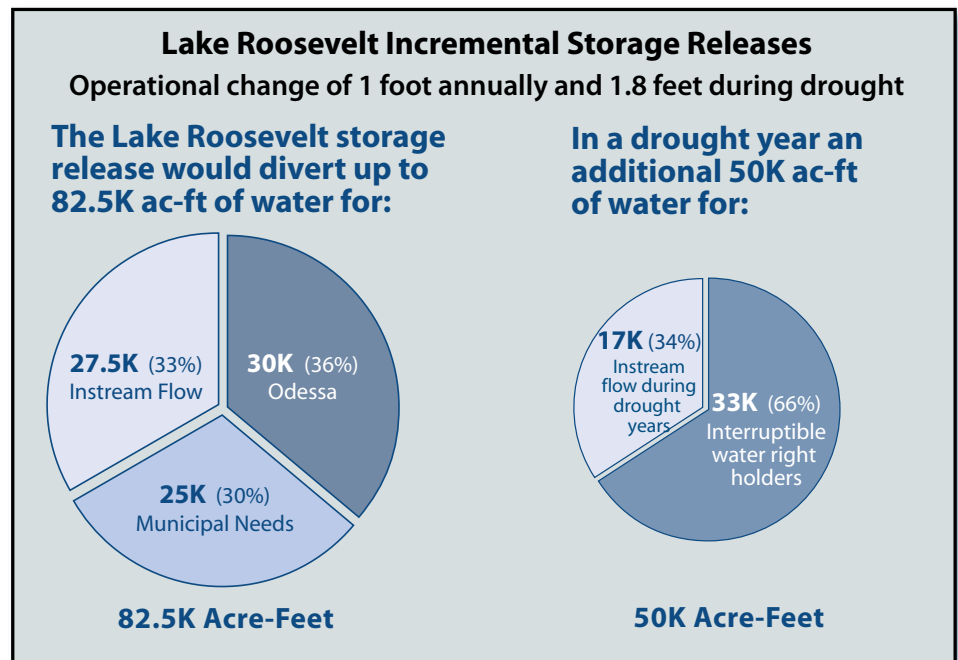 Lake Roosevelt Incremental Storage Releases
Operational change of 1 foot annually and 1.8 feet during drought
The Lake Roosevelt storage
release would divert up to
82.5K ac-ft of water for:
27.5K (33%)
Instream Flow
30K (36%)
Odessa
25K (30%)
Municipal Needs
82.5K Acre-Feet
In a drought year an
additional 50K ac-ft
of water for:
17K (34%)
Instream
flow during
drought
years
33K (66%)
Interruptible
water right
holders
50K Acre-Feet